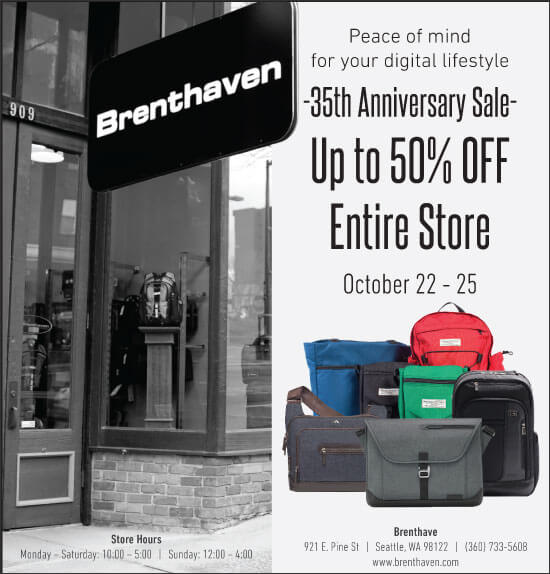 Brenthaven
909
Peace of mind
for your digital lifestyle
-35th Anniversary Sale-
Up to 50% OFF
Entire Store
October 22 - 25
Store Hours
Monday – Saturday: 10:00 – 5:00 | Sunday: 12:00 – 4:00
Brenthave
921 E. Pine St | Seattle, WA 98122 | (360) 733-5608
www.brenthaven.com